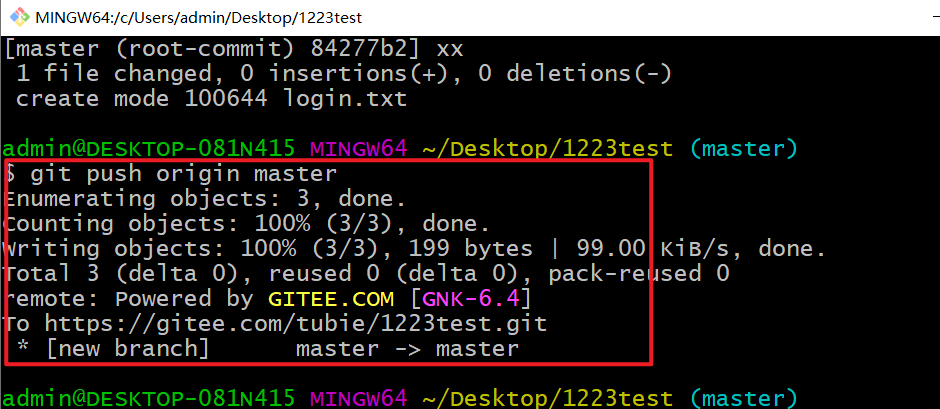 MINGW64:/c/Users/admin/Desktop/1223test
[master (root-commit) 84277b2] xx
 1 file changed, 0 insertions(+), 0 deletions(-)
 create mode 100644 login.txt
admin@DESKTOP-081N415 MINGW64 ~/Desktop/1223test (master)
$ git push origin master
Enumerating objects: 3, done.
Counting objects: 100% (3/3), done.
Writing objects: 100% (3/3), 199 bytes | 99.00 KiB/s, done.
Total 3 (delta 0), reused 0 (delta 0), pack-reused 0
remote: Powered by GITEE.COM [GNK-6.4]
To https://gitee.com/tubie/1223test.git
 * [new branch]      master -> master
admin@DESKTOP-081N415 MINGW64 ~/Desktop/1223test (master)